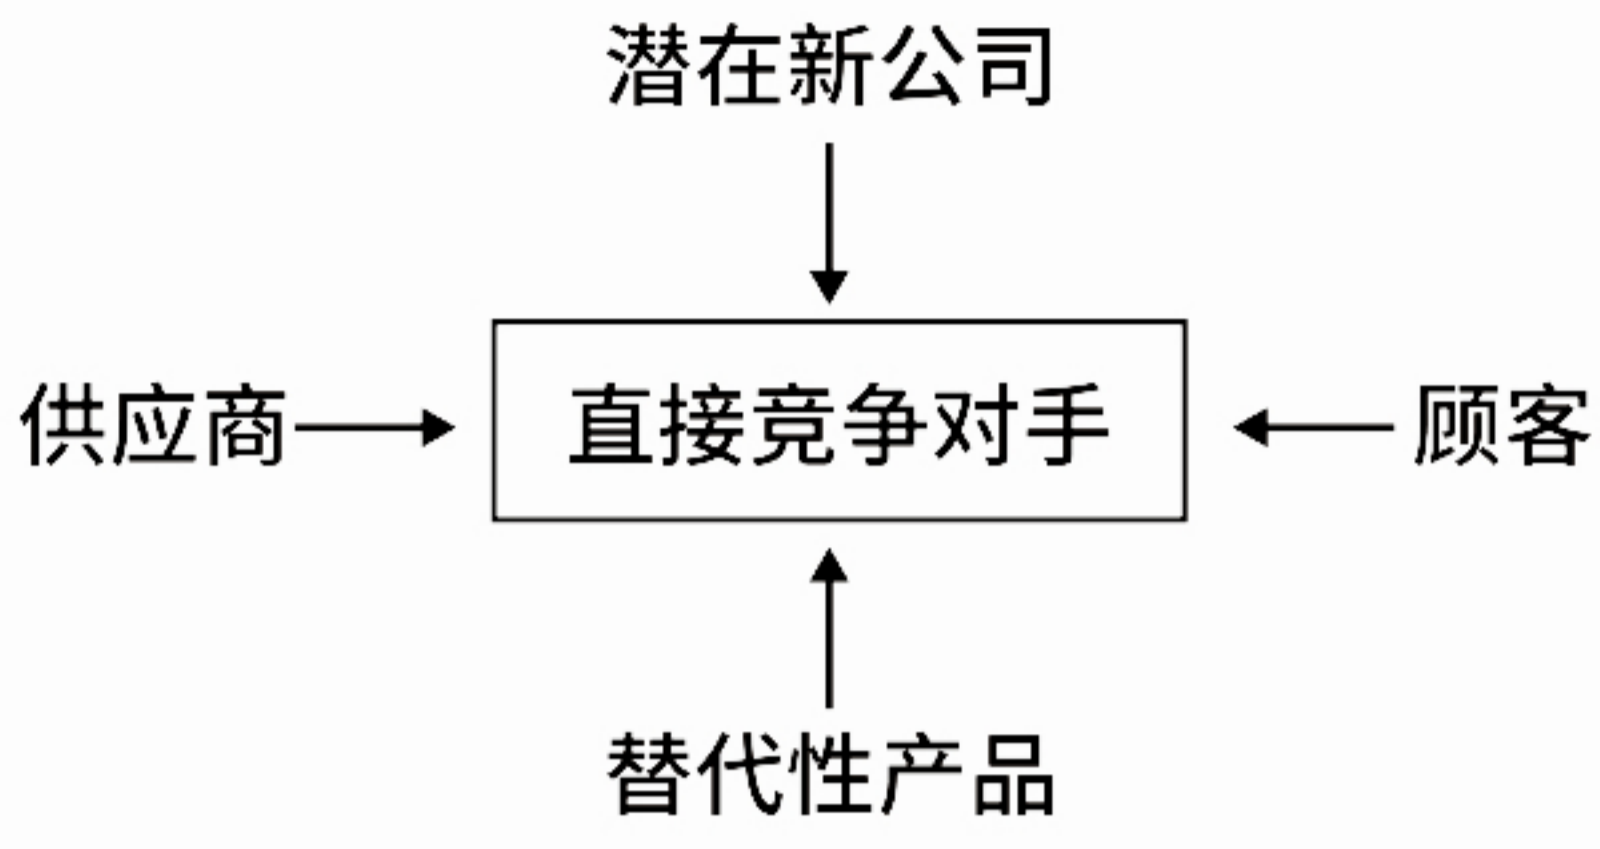 潜在新公司
供应商
直接竞争对手
顾客
替代性产品